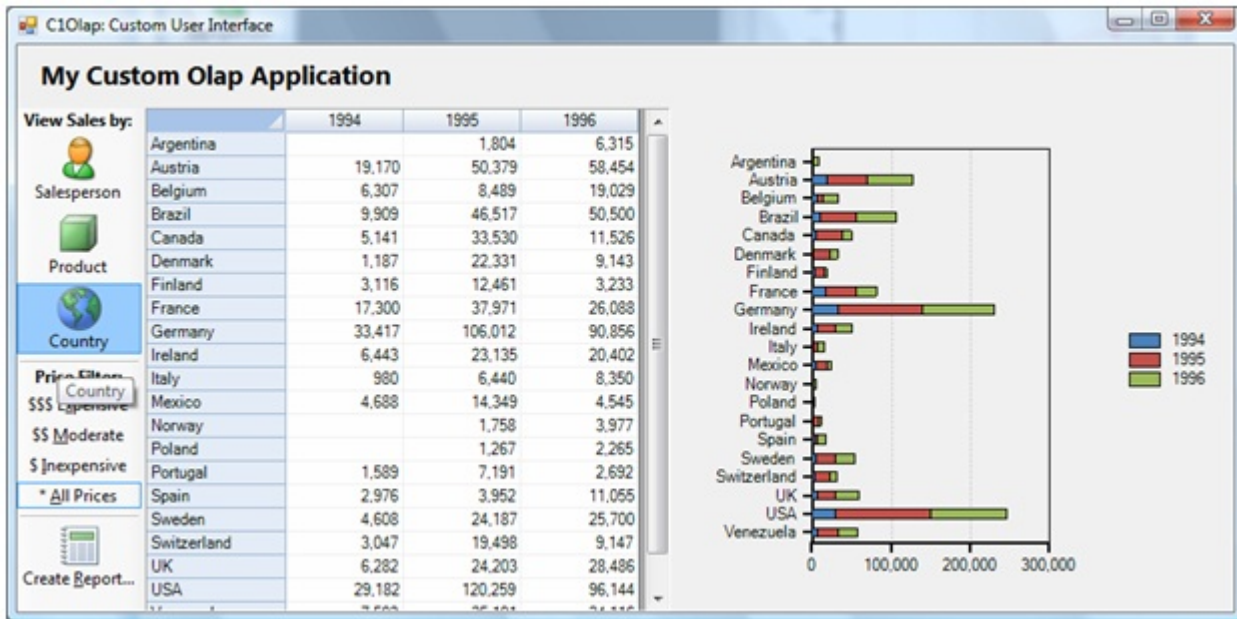 C1Olap: Custom User Interface
My Custom Olap Application
View Sales by:
Salesperson
Product
Country
Country
$$$ Expensive
$$ Moderate
$ Inexpensive
* All Prices
Create Report...
1994 1995 1996
Argentina 1,804 6,315
Austria 19,170 50,379 58,454
Belgium 6,307 8,489 19,029
Brazil 9,909 46,517 50,500
Canada 5,141 33,530 11,526
Denmark 1,187 22,331 9,143
Finland 3,116 12,461 3,233
France 17,300 37,971 26,088
Germany 33,417 106,012 90,856
Ireland 6,443 23,135 20,402
Italy 980 6,440 8,350
Mexico 4,688 14,349 4,545
Norway 1,758 3,977
Poland 1,267 2,265
Portugal 1,589 7,191 2,692
Spain 2,976 3,952 11,055
Sweden 4,608 24,187 25,700
Switzerland 3,047 19,498 9,147
UK 6,282 24,203 28,486
USA 29,182 120,259 96,144
Argentina
Austria
Belgium
Brazil
Canada
Denmark
Finland
France
Germany
Ireland
Italy
Mexico
Norway
Poland
Portugal
Spain
Sweden
Switzerland
UK
USA
Venezuela
0 100,000 200,000 300,000
1994
1995
1996